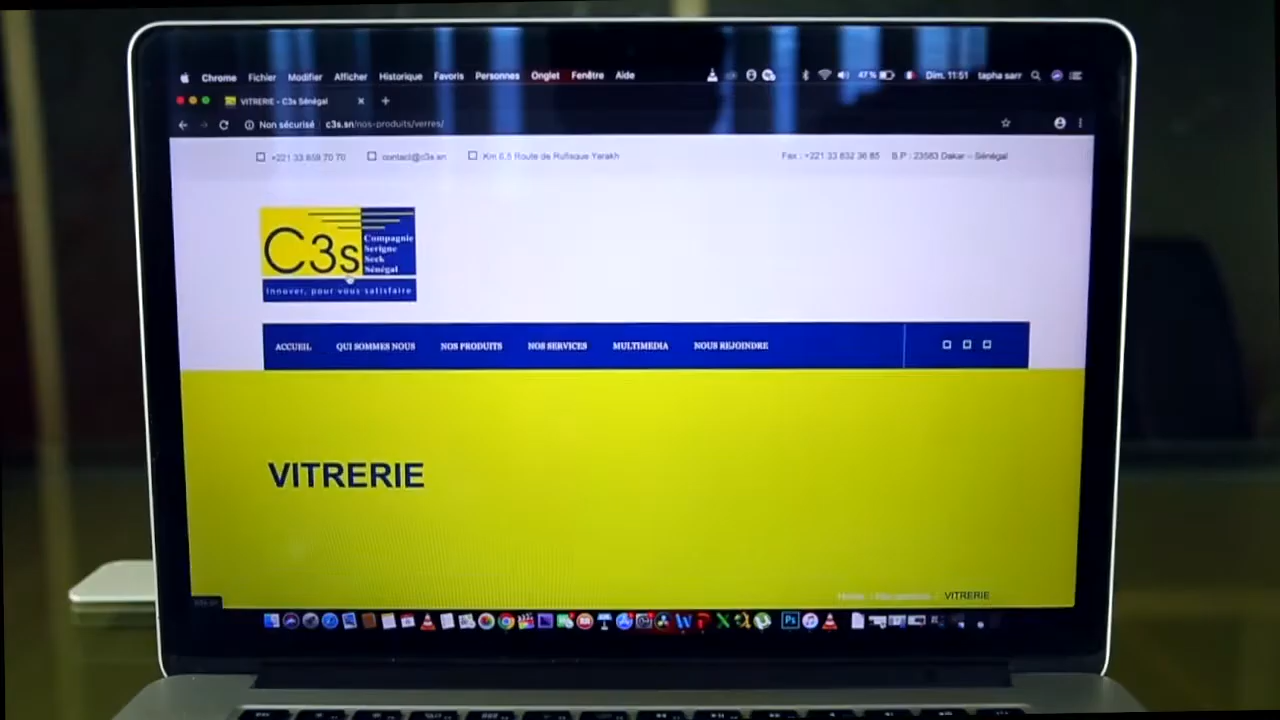 Chrome Fichier Modifier Afficher Historique Favoris Personnes Onglet Fenêtre Aide 47% Dim. 11:51 tapha sarr
VITRERIE - C3s Sénégal
Non sécurisé c3s.sn/nos-produits/verres/
+221 33 859 70 70 contact@c3s.sn Km 6,5 Route de Rufisque Yarakh Fax : +221 33 832 36 85 B.P : 23563 Dakar – Sénégal
C3s
Compagnie
Serigne
Seck
Sénégal
Innover, pour vous satisfaire
ACCUEIL QUI SOMMES NOUS NOS PRODUITS NOS SERVICES MULTIMEDIA NOUS REJOINDRE
VITRERIE
Home VITRERIE